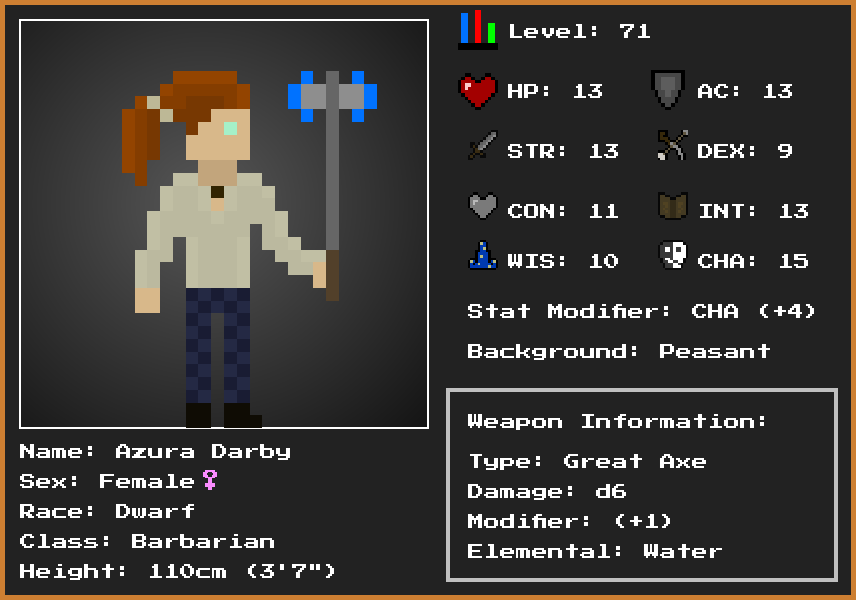 Level: 71
HP: 13 AC: 13
STR: 13 DEX: 9
CON: 11 INT: 13
WIS: 10 CHA: 15
Stat Modifier: CHA (+4)
Background: Peasant
Weapon Information:
Type: Great Axe
Damage: d6
Modifier: (+1)
Elemental: Water
Name: Azura Darby
Sex: Female♀
Race: Dwarf
Class: Barbarian
Height: 110cm (3'7")